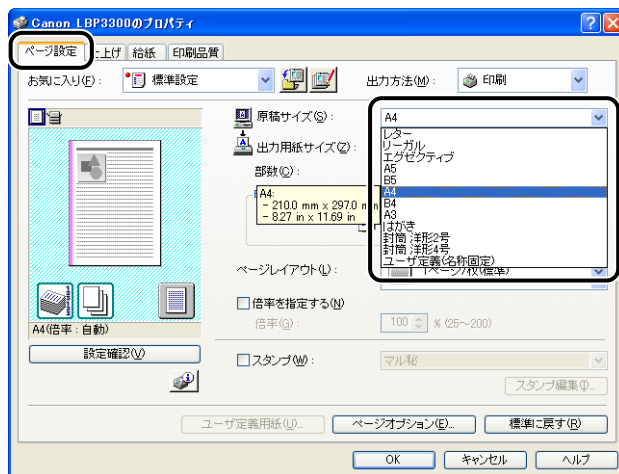 Canon LBP3300のプロパティ
ページ設定 上げ 給紙 印刷品質
お気に入り(F): 標準設定 出力方法(M): 印刷
原稿サイズ(S): A4
出力用紙サイズ(Z):
レター
リーガル
エグゼクティブ
A5
B5
A4
B4
A3
はがき
封筒 洋形2号
封筒 洋形4号
ユーザ定義(名称固定)
部数(C):
A4:
- 210.0 mm x 297.0 m
- 8.27 in x 11.69 in
ページレイアウト(L): 1ページ/枚(標準)
倍率を指定する(N)
倍率(G): 100 % (25~200)
A4(倍率:自動)
設定確認(V)
スタンプ(W): マル秘
スタンプ編集(I)...
ユーザ定義用紙(U)... ページオプション(E)... 標準に戻す(R)
OK キャンセル ヘルプ